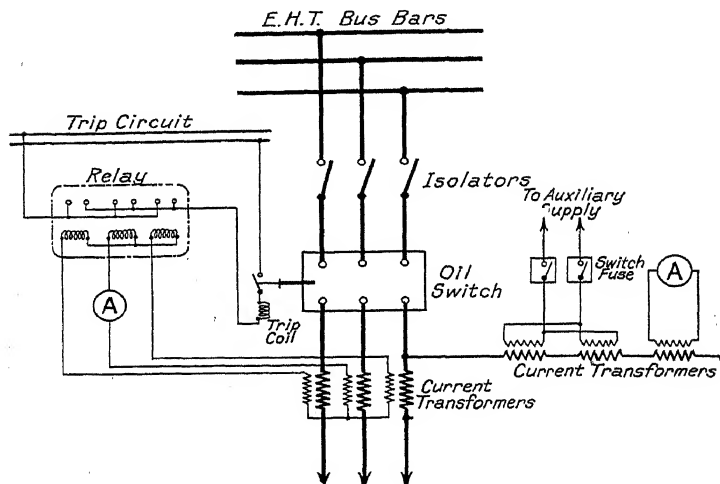 E.H.T. Bus Bars
Trip Circuit
Relay
Isolators
To Auxiliary
Supply
Switch
Fuse
A
A
Oil
Switch
Trip
Coil
Current Transformers
Current
Transformers